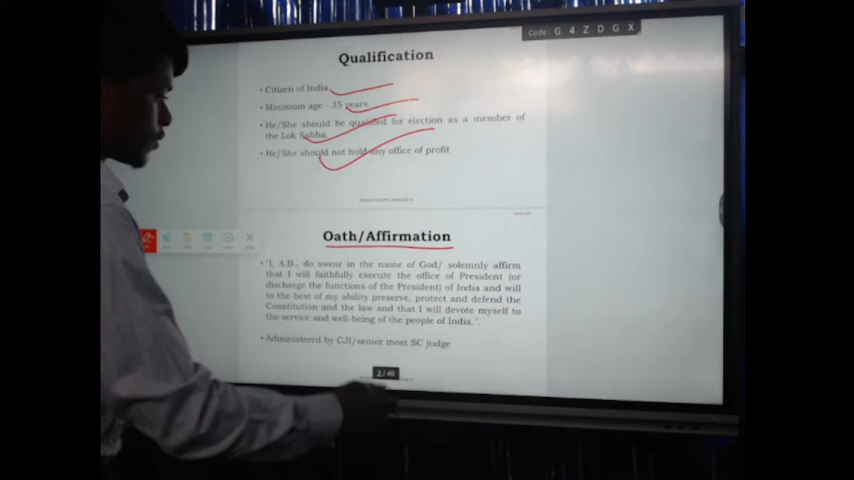 Code: G 4 Z D G X
Qualification
• Citizen of India
• Minimum age - 35 years
• He/She should be qualified for election as a member of
the Lok Sabha
• He/She should not hold any office of profit
Oath/Affirmation
• "I, A.B., do swear in the name of God/ solemnly affirm
that I will faithfully execute the office of President (or
discharge the functions of the President) of India and will
to the best of my ability preserve, protect and defend the
Constitution and the law and that I will devote myself to
the service and well-being of the people of India.".
• Administered by CJI/senior most SC judge
2/40